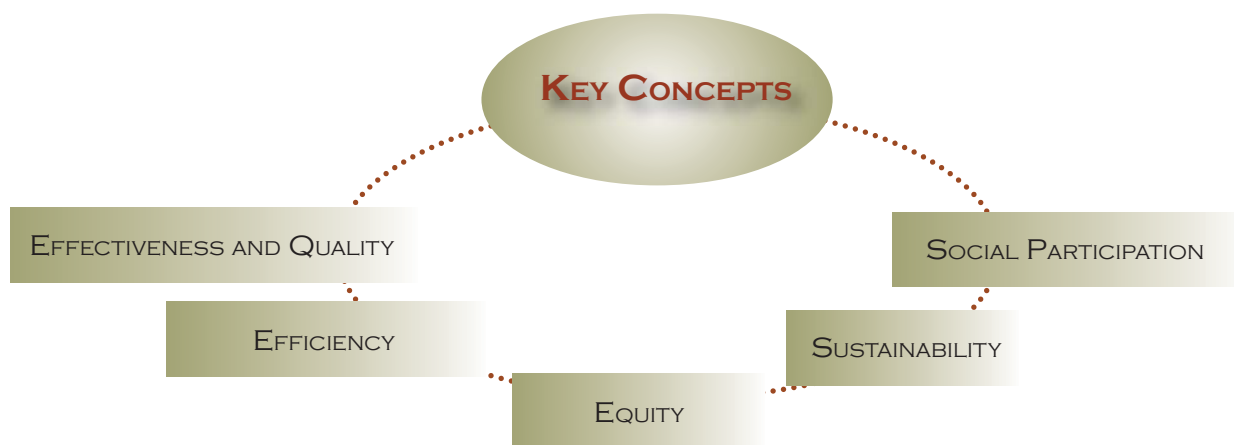 Key Concepts
Effectiveness and Quality
Social Participation
Efficiency
Sustainability
Equity